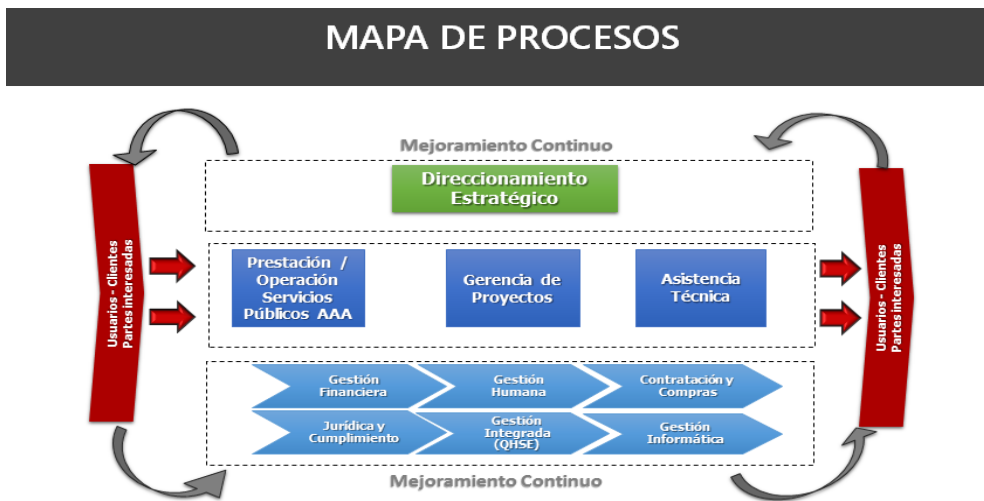 MAPA DE PROCESOS
Mejoramiento Continuo
Direccionamiento
Estratégico
Usuarios - Clientes
Partes interesadas
Prestación /
Operación
Servicios
Públicos AAA
Gerencia de
Proyectos
Asistencia
Técnica
Usuarios - Clientes
Partes interesadas
Gestión
Financiera
Gestión
Humana
Contratación y
Compras
Jurídica y
Cumplimiento
Gestión
Integrada
(QHSE)
Gestión
Informática
Mejoramiento Continuo